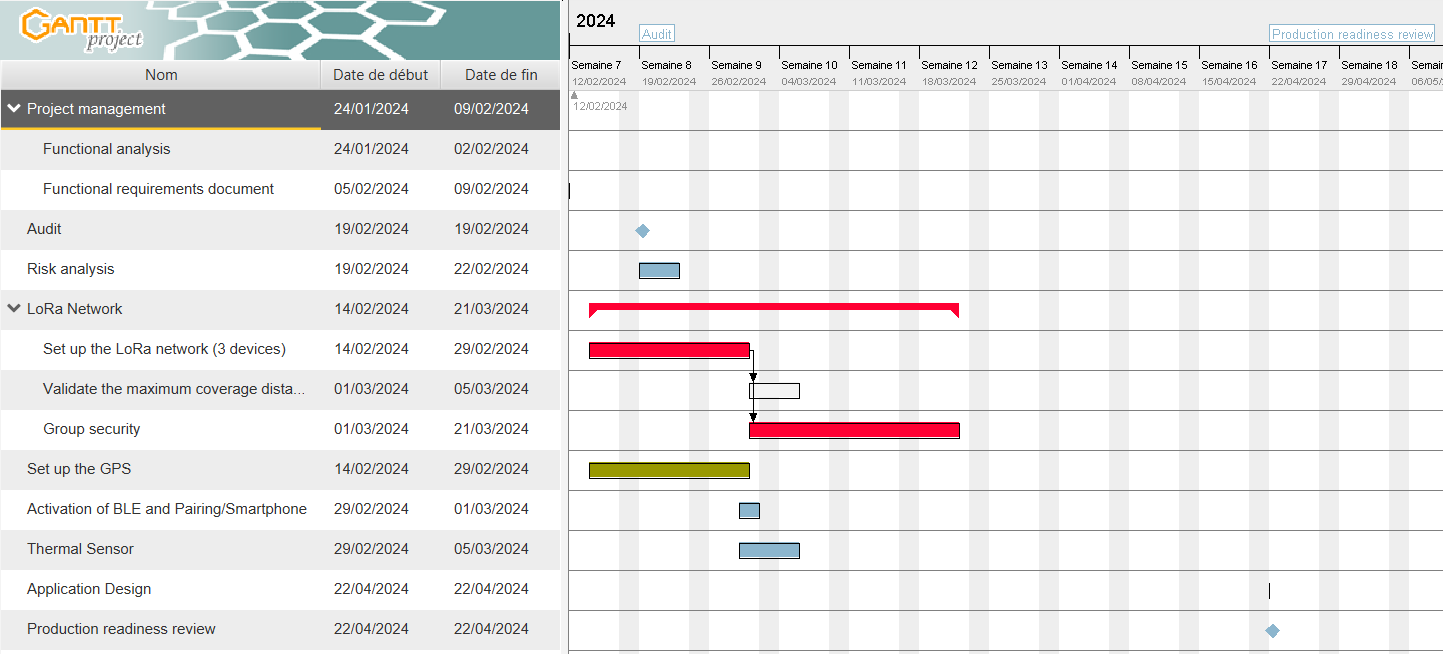 GANTT
project
2024
Audit
Production readiness review
Semaine 7 Semaine 8 Semaine 9 Semaine 10 Semaine 11 Semaine 12 Semaine 13 Semaine 14 Semaine 15 Semaine 16 Semaine 17 Semaine 18 Semai
12/02/2024 19/02/2024 26/02/2024 04/03/2024 11/03/2024 18/03/2024 25/03/2024 01/04/2024 08/04/2024 15/04/2024 22/04/2024 29/04/2024 06/05/
12/02/2024
Nom Date de début Date de fin
Project management 24/01/2024 09/02/2024
Functional analysis 24/01/2024 02/02/2024
Functional requirements document 05/02/2024 09/02/2024
Audit 19/02/2024 19/02/2024
Risk analysis 19/02/2024 22/02/2024
LoRa Network 14/02/2024 21/03/2024
Set up the LoRa network (3 devices) 14/02/2024 29/02/2024
Validate the maximum coverage dista... 01/03/2024 05/03/2024
Group security 01/03/2024 21/03/2024
Set up the GPS 14/02/2024 29/02/2024
Activation of BLE and Pairing/Smartphone 29/02/2024 01/03/2024
Thermal Sensor 29/02/2024 05/03/2024
Application Design 22/04/2024 22/04/2024
Production readiness review 22/04/2024 22/04/2024